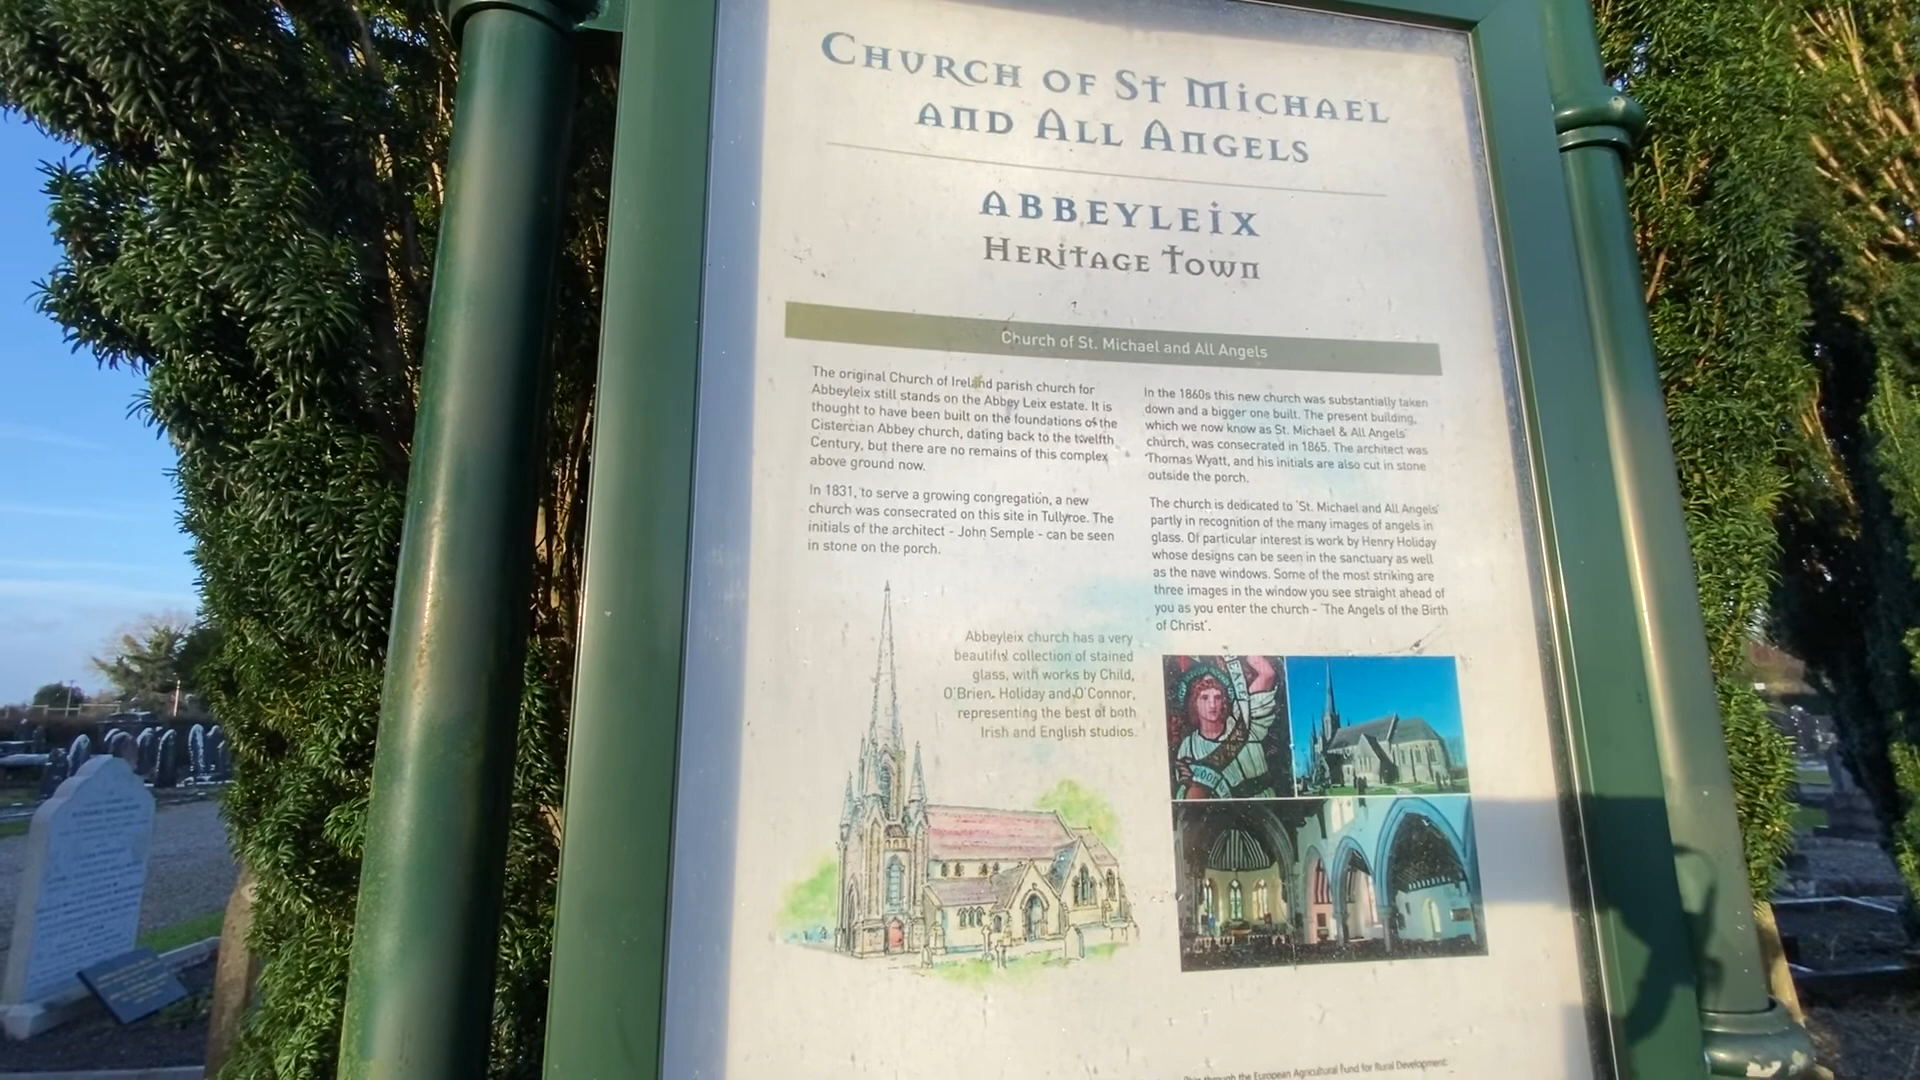 CHURCH OF ST MICHAEL
AND ALL ANGELS
ABBEYLEIX
HERITAGE TOWN
Church of St. Michael and All Angels
The original Church of Ireland parish church for
Abbeyleix still stands on the Abbey Leix estate. It is
thought to have been built on the foundations of the
Cistercian Abbey church, dating back to the twelfth
Century, but there are no remains of this complex
above ground now.
In 1831, to serve a growing congregation, a new
church was consecrated on this site in Tullyroe. The
initials of the architect - John Semple - can be seen
in stone on the porch.
Abbeyleix church has a very
beautiful collection of stained
glass, with works by Child,
O'Brien, Holiday and O'Connor,
representing the best of both
Irish and English studios.
In the 1860s this new church was substantially taken
down and a bigger one built. The present building,
which we now know as St. Michael & All Angels'
church, was consecrated in 1865. The architect was
Thomas Wyatt, and his initials are also cut in stone
outside the porch.
The church is dedicated to 'St. Michael and All Angels'
partly in recognition of the many images of angels in
glass. Of particular interest is work by Henry Holiday
whose designs can be seen in the sanctuary as well
as the nave windows. Some of the most striking are
three images in the window you see straight ahead of
you as you enter the church - 'The Angels of the Birth
of Christ'.
through the European Agricultural Fund for Rural Development: